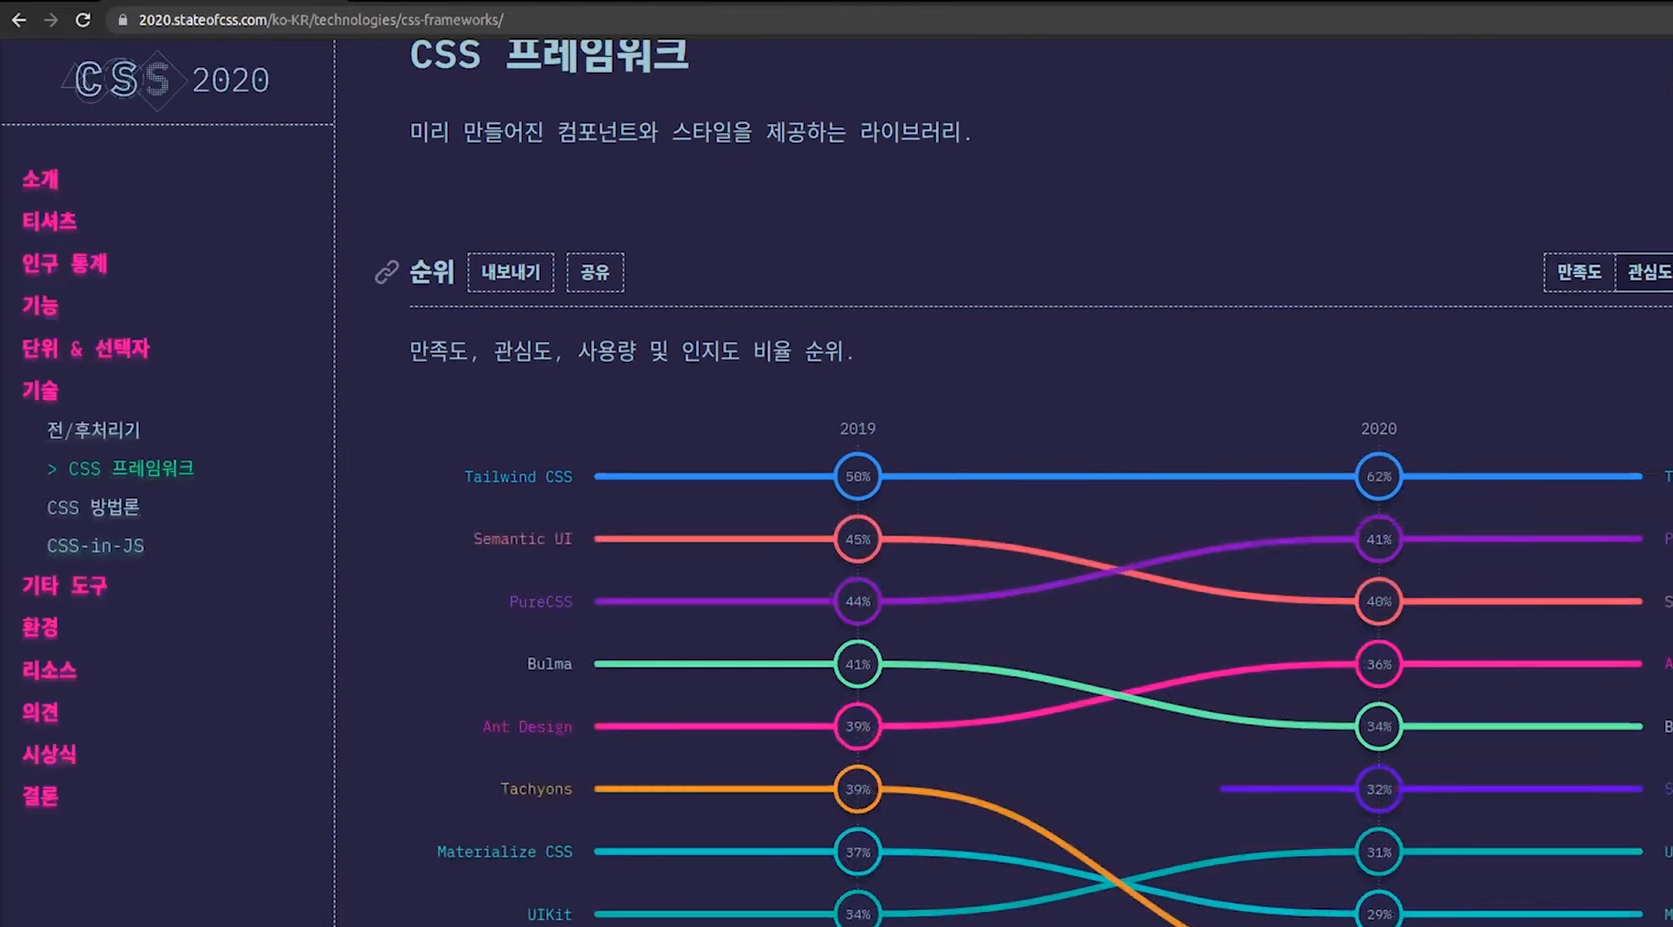 2020.stateofcss.com/ko-KR/technologies/css-frameworks/
CSS 2020
소개
티셔츠
인구 통계
기능
단위 & 선택자
기술
전/후처리기
> CSS 프레임워크
CSS 방법론
CSS-in-JS
기타 도구
환경
리소스
의견
시상식
결론
CSS 프레임워크
미리 만들어진 컴포넌트와 스타일을 제공하는 라이브러리.
순위 내보내기 공유 만족도 관심도
만족도, 관심도, 사용량 및 인지도 비율 순위.
2019 2020
Tailwind CSS 50% 62% T
Semantic UI 45% 41% P
PureCSS 44% 40% S
Bulma 41% 36% A
Ant Design 39% 34% B
Tachyons 39% 32% S
Materialize CSS 37% 31% U
UIKit 34% 29% M